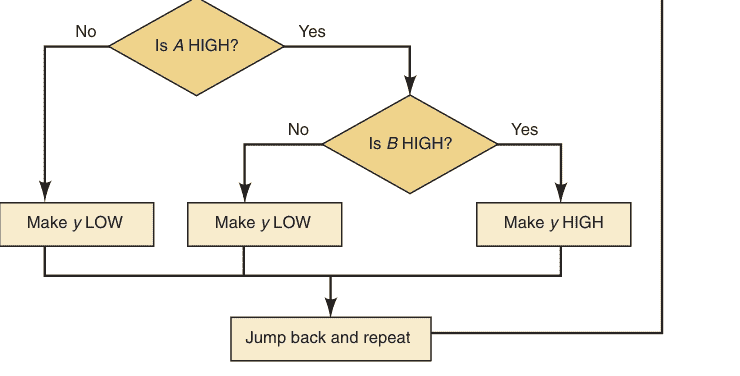 No
Yes
Is A HIGH?
No
Yes
Is B HIGH?
Make y LOW
Make y LOW
Make y HIGH
Jump back and repeat